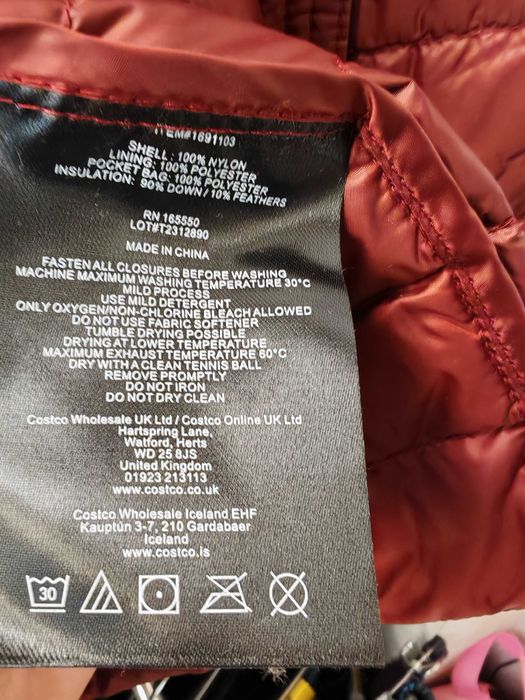 ITEM#1691103
SHELL: 100% NYLON
LINING: 100% POLYESTER
POCKET BAG: 100% POLYESTER
INSULATION: 90% DOWN / 10% FEATHERS
RN 165550
LOT#T2312890
MADE IN CHINA
FASTEN ALL CLOSURES BEFORE WASHING
MACHINE MAXIMUM WASHING TEMPERATURE 30°C
MILD PROCESS
USE MILD DETERGENT
ONLY OXYGEN/NON-CHLORINE BLEACH ALLOWED
DO NOT USE FABRIC SOFTENER
TUMBLE DRYING POSSIBLE
DRYING AT LOWER TEMPERATURE
MAXIMUM EXHAUST TEMPERATURE 60°C
DRY WITH A CLEAN TENNIS BALL
REMOVE PROMPTLY
DO NOT IRON
DO NOT DRY CLEAN
Costco Wholesale UK Ltd / Costco Online UK Ltd
Hartspring Lane,
Watford, Herts
WD 25 8JS
United Kingdom
01923 213113
www.costco.co.uk
Costco Wholesale Iceland EHF
Kauptún 3-7, 210 Gardabaer
Iceland
www.costco.is
30